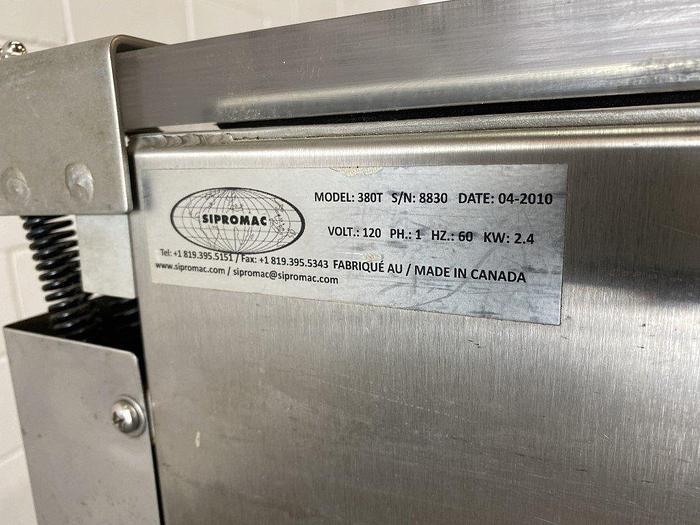 SIPROMAC
MODEL: 380T S/N: 8830 DATE: 04-2010
VOLT.: 120 PH.: 1 HZ.: 60 KW: 2.4
Tel: +1 819.395.5151 / Fax: +1 819.395.5343 FABRIQUÉ AU / MADE IN CANADA
www.sipromac.com / sipromac@sipromac.com